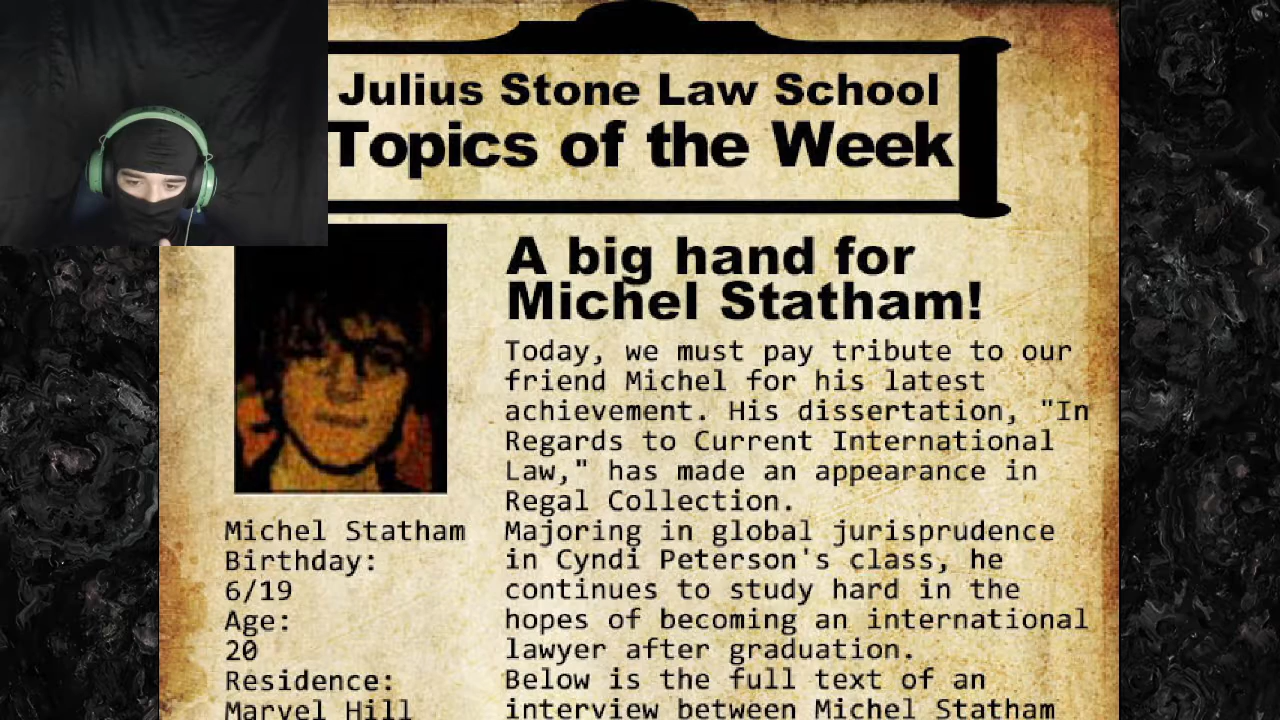 Julius Stone Law School
Topics of the Week
A big hand for
Michel Statham!
Today, we must pay tribute to our
friend Michel for his latest
achievement. His dissertation, "In
Regards to Current International
Law," has made an appearance in
Regal Collection.
Majoring in global jurisprudence
in Cyndi Peterson's class, he
continues to study hard in the
hopes of becoming an international
lawyer after graduation.
Below is the full text of an
interview between Michel Statham
Michel Statham
Birthday:
6/19
Age:
20
Residence:
Marvel Hill